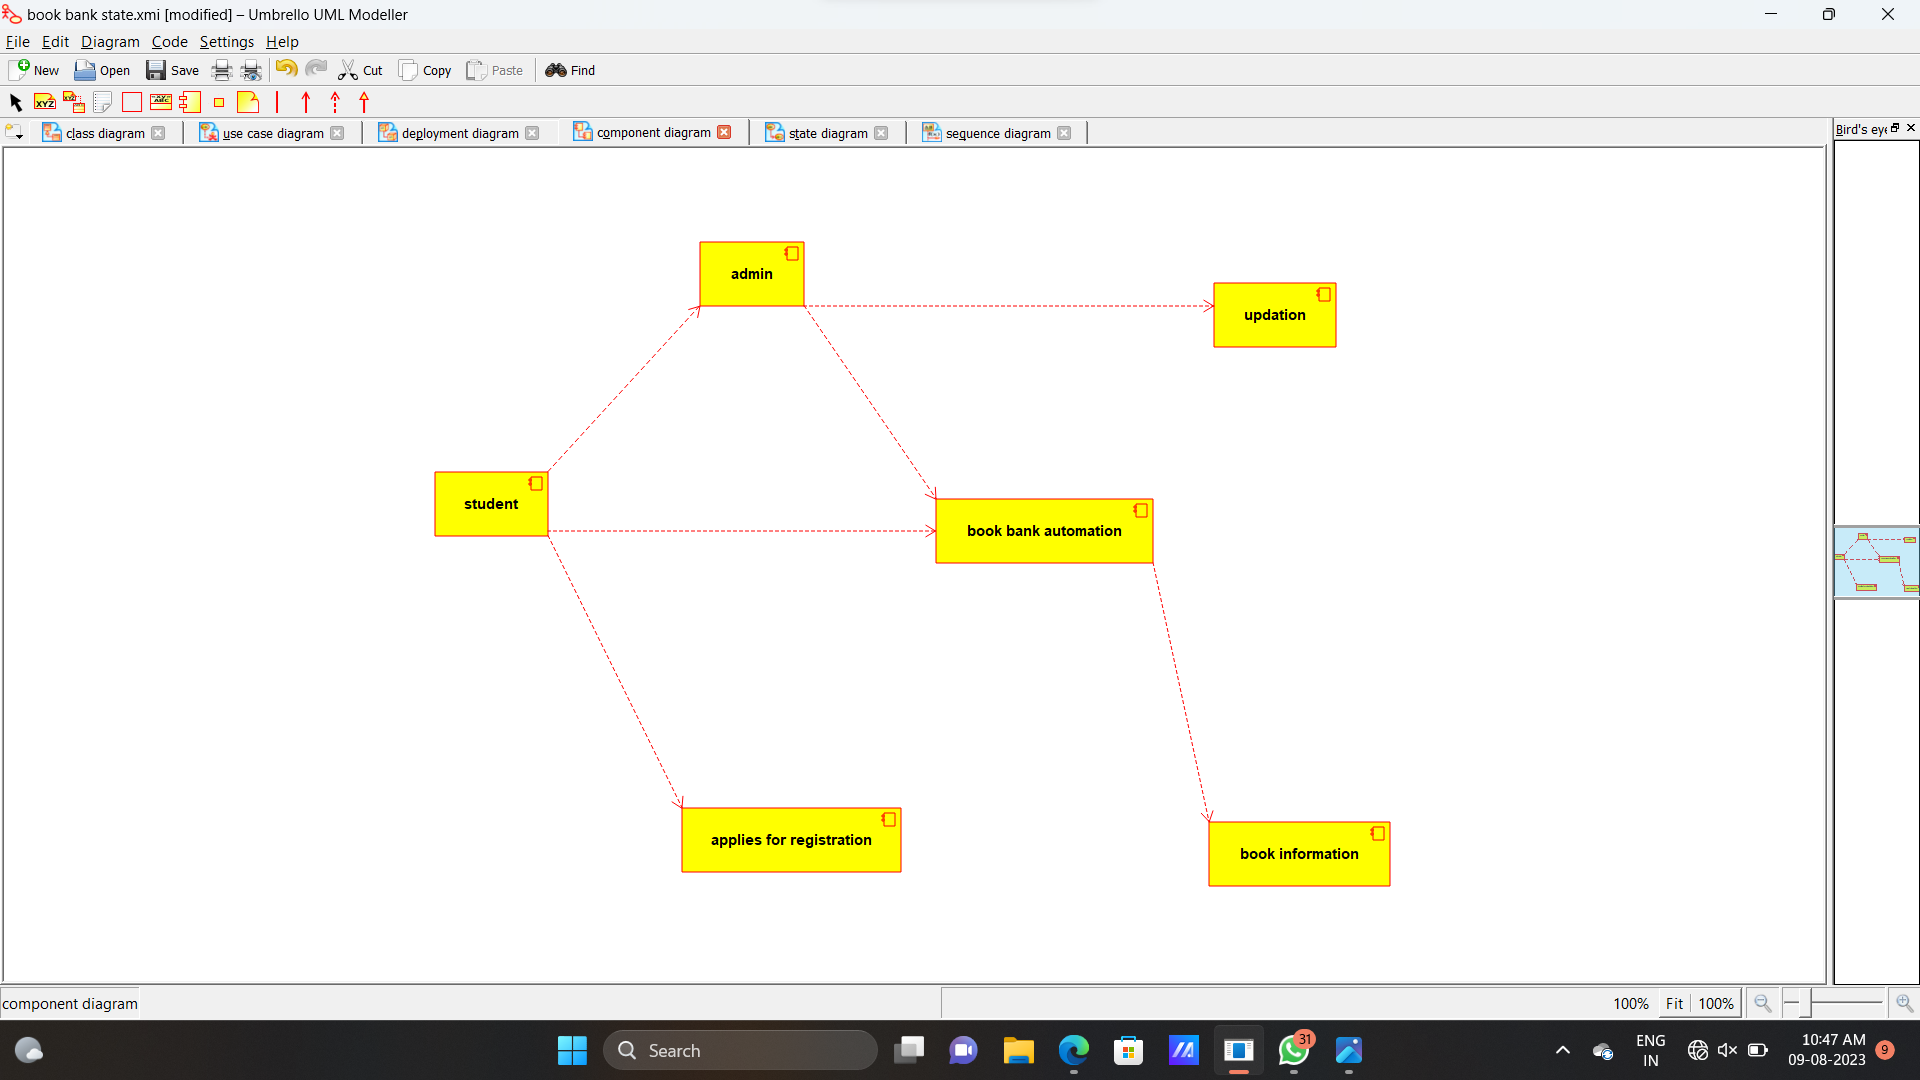 book bank state.xmi [modified] – Umbrello UML Modeller
File Edit Diagram Code Settings Help
New Open Save Cut Copy Paste Find
XYZ XYZ ABC
class diagram use case diagram deployment diagram component diagram state diagram sequence diagram
Bird's eye
admin
updation
student
book bank automation
applies for registration
book information
component diagram
100% Fit 100%
Search
31
ENG
IN
10:47 AM
09-08-2023
9